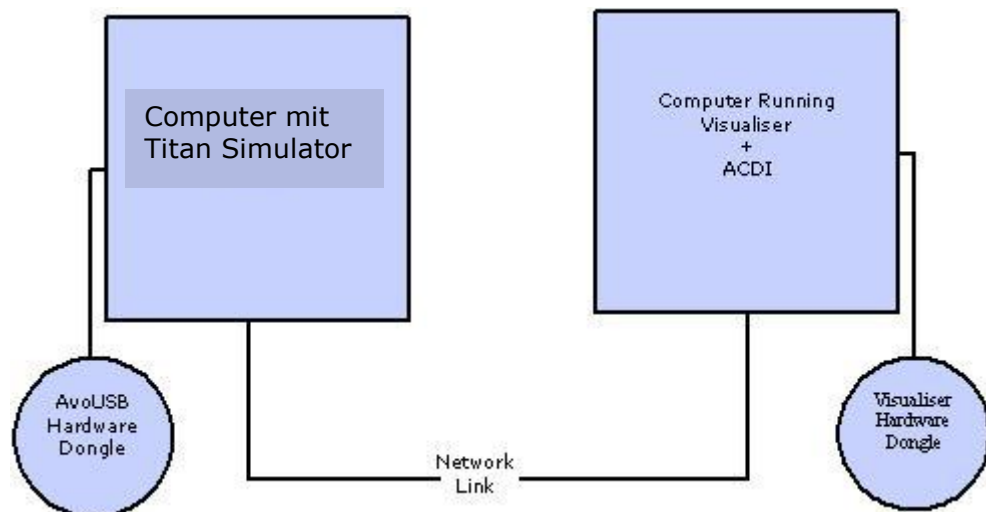 Computer mit
Titan Simulator
Computer Running
Visualiser
+
ACDI
AvoUSB
Hardware
Dongle
Visualiser
Hardware
Dongle
Network
Link